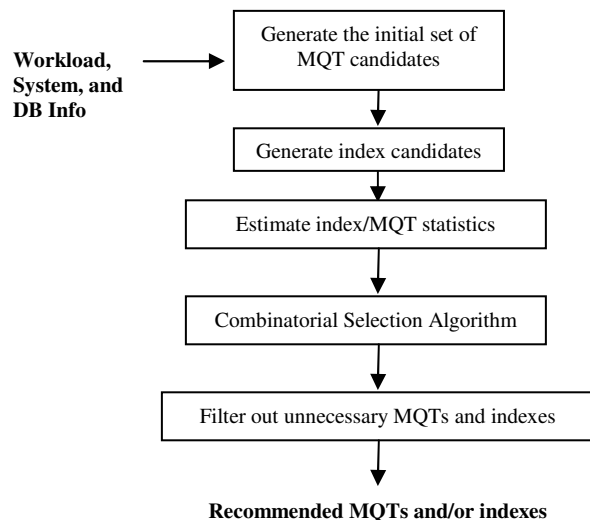 Workload,
System, and
DB Info
Generate the initial set of
MQT candidates
Generate index candidates
Estimate index/MQT statistics
Combinatorial Selection Algorithm
Filter out unnecessary MQTs and indexes
Recommended MQTs and/or indexes